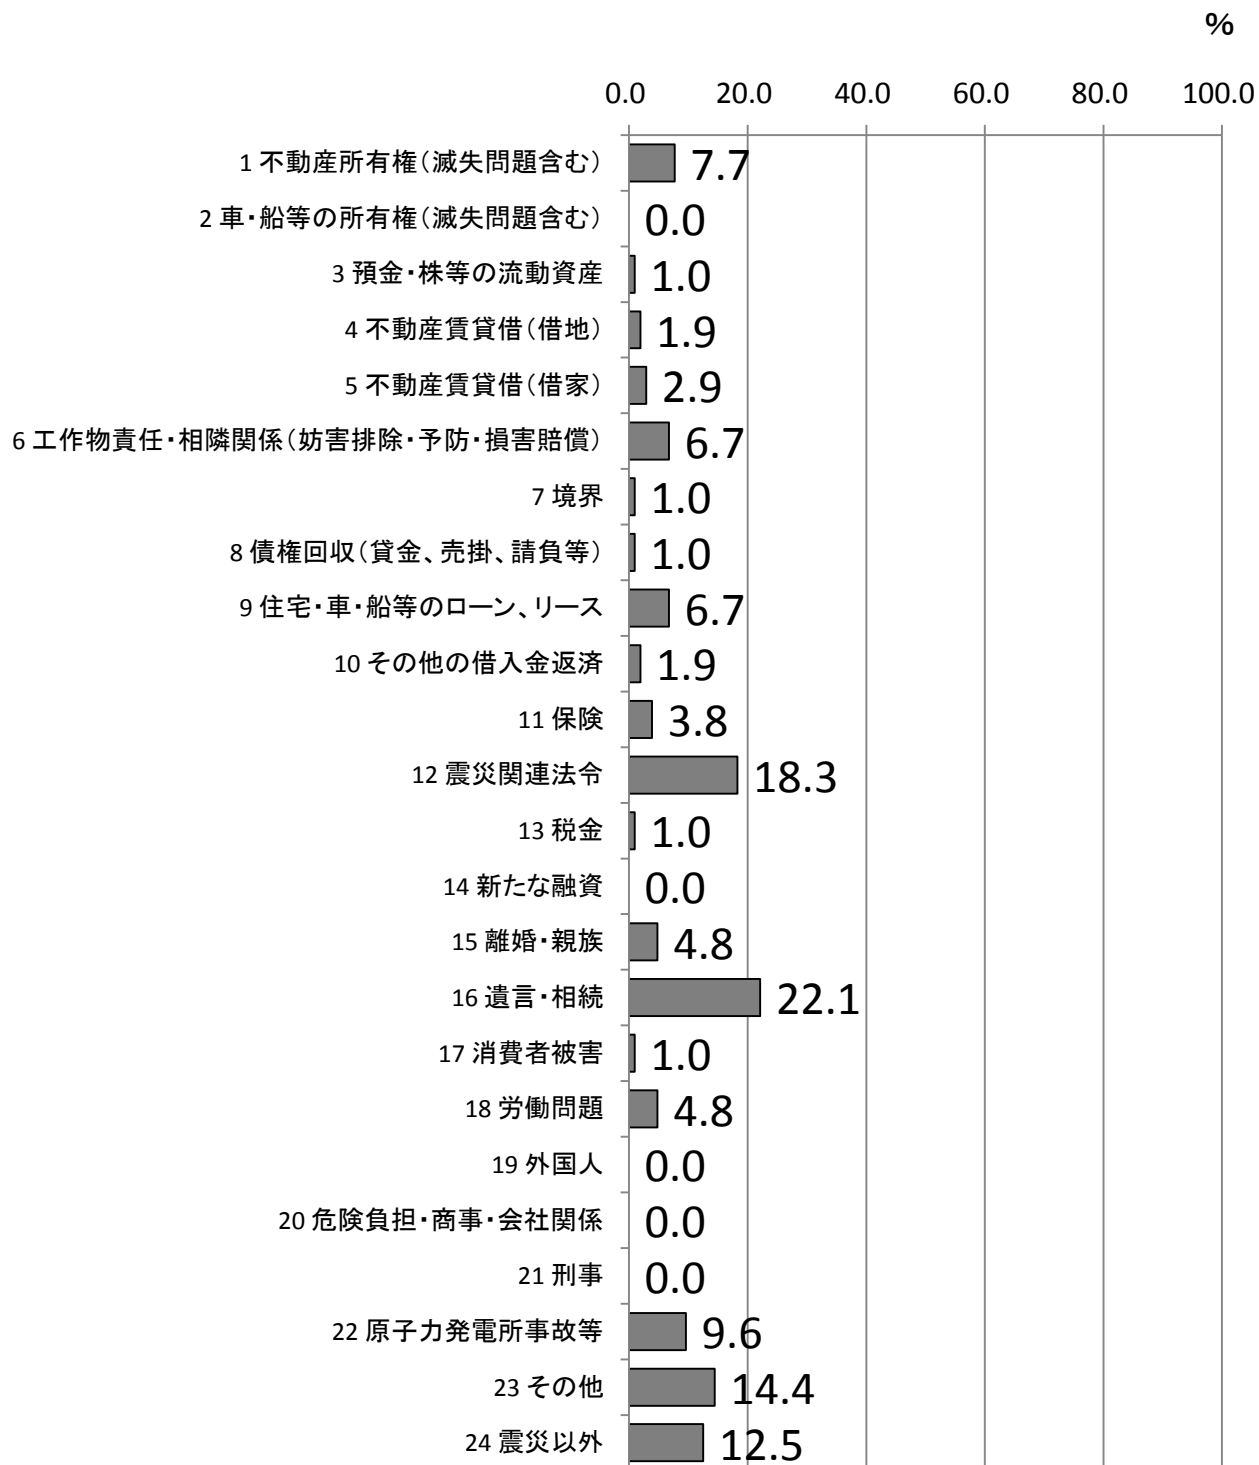 %
0.0 20.0 40.0 60.0 80.0 100.0
1 不動産所有権（滅失問題含む） 7.7
2 車・船等の所有権（滅失問題含む） 0.0
3 預金・株等の流動資産 1.0
4 不動産賃貸借（借地） 1.9
5 不動産賃貸借（借家） 2.9
6 工作物責任・相隣関係（妨害排除・予防・損害賠償） 6.7
7 境界 1.0
8 債権回収（貸金、売掛、請負等） 1.0
9 住宅・車・船等のローン、リース 6.7
10 その他の借入金返済 1.9
11 保険 3.8
12 震災関連法令 18.3
13 税金 1.0
14 新たな融資 0.0
15 離婚・親族 4.8
16 遺言・相続 22.1
17 消費者被害 1.0
18 労働問題 4.8
19 外国人 0.0
20 危険負担・商事・会社関係 0.0
21 刑事 0.0
22 原子力発電所事故等 9.6
23 その他 14.4
24 震災以外 12.5